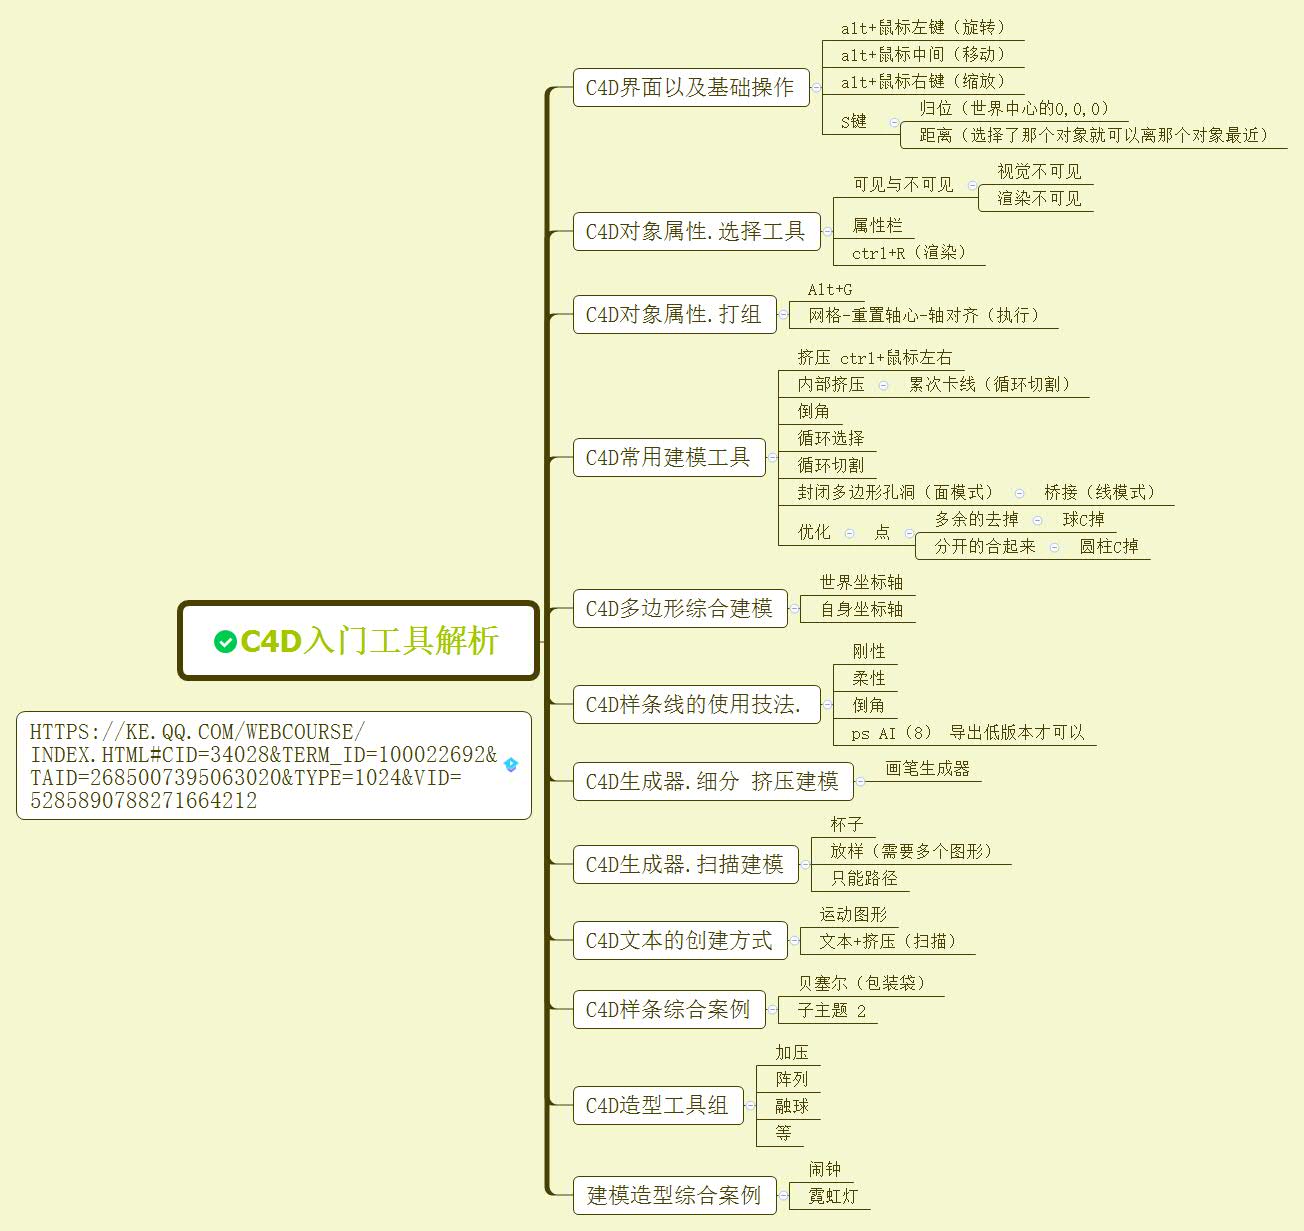 C4D入门工具解析
HTTPS://KE.QQ.COM/WEBCOURSE/
INDEX.HTML#CID=34028&TERM_ID=100022692&
TAID=2685007395063020&TYPE=1024&VID=
5285890788271664212
C4D界面以及基础操作
alt+鼠标左键（旋转）
alt+鼠标中间（移动）
alt+鼠标右键（缩放）
S键
归位（世界中心的0,0,0）
距离（选择了那个对象就可以离那个对象最近）
C4D对象属性.选择工具
可见与不可见
视觉不可见
渲染不可见
属性栏
ctrl+R（渲染）
C4D对象属性.打组
Alt+G
网格-重置轴心-轴对齐（执行）
C4D常用建模工具
挤压 ctrl+鼠标左右
内部挤压
累次卡线（循环切割）
倒角
循环选择
循环切割
封闭多边形孔洞（面模式）
桥接（线模式）
优化
点
多余的去掉
球C掉
分开的合起来
圆柱C掉
C4D多边形综合建模
世界坐标轴
自身坐标轴
C4D样条线的使用技法.
刚性
柔性
倒角
ps AI（8） 导出低版本才可以
C4D生成器.细分 挤压建模
画笔生成器
C4D生成器.扫描建模
杯子
放样（需要多个图形）
只能路径
C4D文本的创建方式
运动图形
文本+挤压（扫描）
C4D样条综合案例
贝塞尔（包装袋）
子主题 2
C4D造型工具组
加压
阵列
融球
等
建模造型综合案例
闹钟
霓虹灯